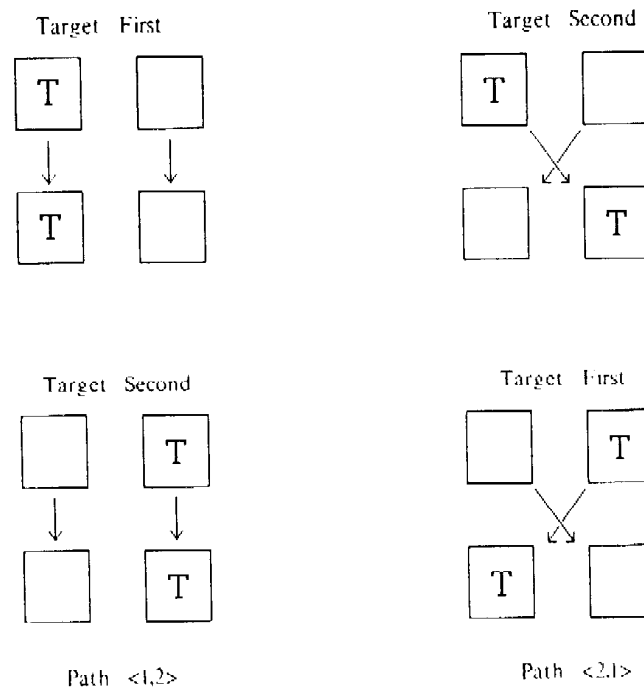 Target First
T
T
Target Second
T
T
Target Second
T
T
Path <1,2>
Target First
T
T
Path <2,1>